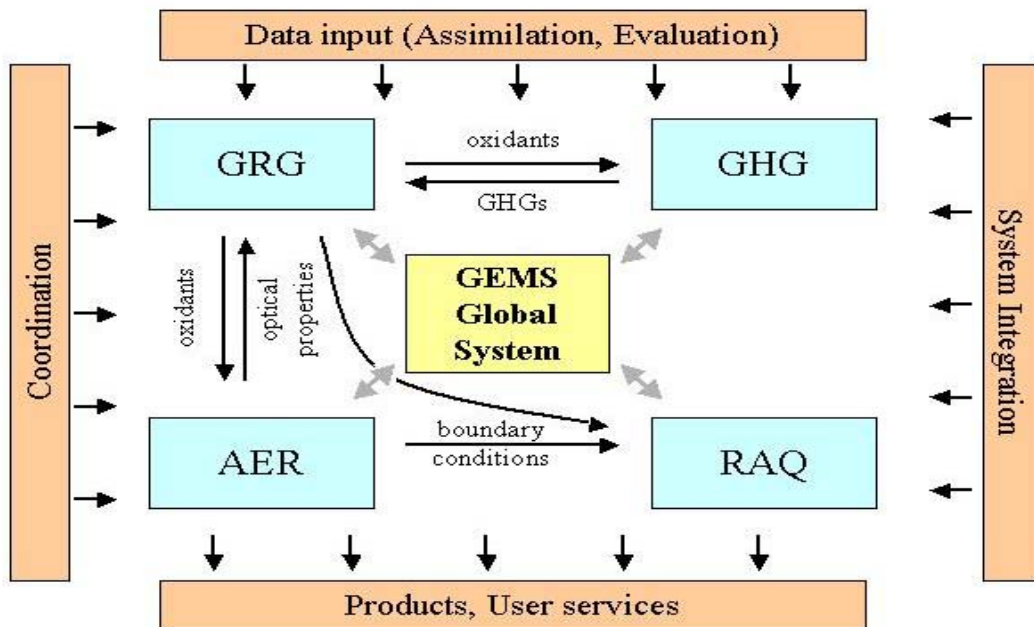 Data input (Assimilation, Evaluation)
Coordination
System Integration
GRG
oxidants
GHGs
GHG
oxidants
optical
properties
GEMS
Global
System
AER
boundary
conditions
RAQ
Products, User services